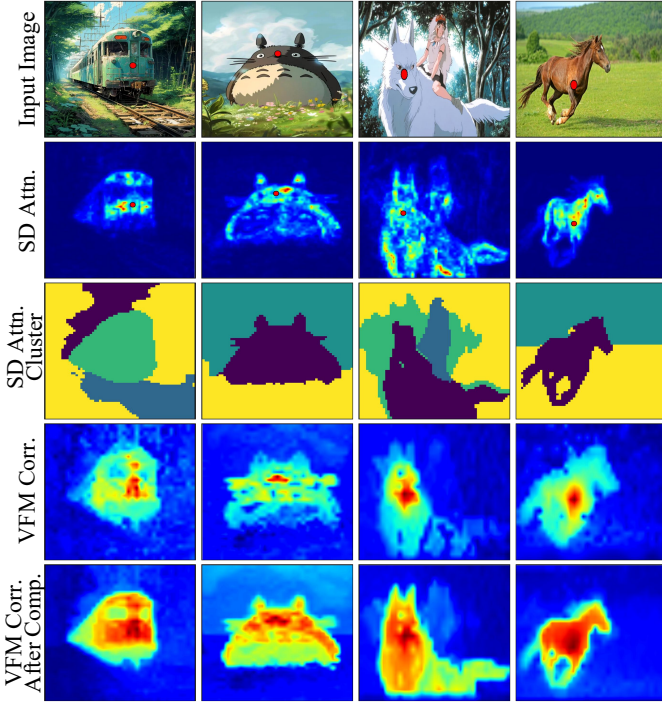 Input Image
SD Attn.
SD Attn.
Cluster
VFM Corr.
VFM Corr.
After Comp.